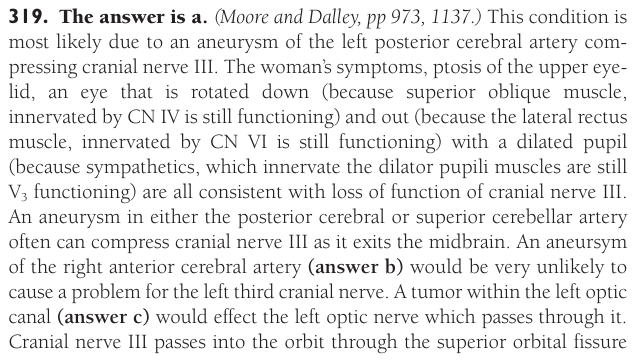 319. The answer is a. (Moore and Dalley, pp 973, 1137.) This condition is
most likely due to an aneurysm of the left posterior cerebral artery com-
pressing cranial nerve III. The woman's symptoms, ptosis of the upper eye-
lid, an eye that is rotated down (because superior oblique muscle,
innervated by CN IV is still functioning) and out (because the lateral rectus
muscle, innervated by CN VI is still functioning) with a dilated pupil
(because sympathetics, which innervate the dilator pupili muscles are still
V₃ functioning) are all consistent with loss of function of cranial nerve III.
An aneurysm in either the posterior cerebral or superior cerebellar artery
often can compress cranial nerve III as it exits the midbrain. An aneursym
of the right anterior cerebral artery (answer b) would be very unlikely to
cause a problem for the left third cranial nerve. A tumor within the left optic
canal (answer c) would effect the left optic nerve which passes through it.
Cranial nerve III passes into the orbit through the superior orbital fissure